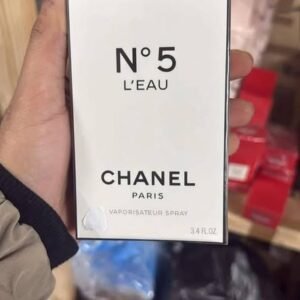 N°5
L'EAU
CHANEL
PARIS
VAPORISATEUR SPRAY
3.4 FL.OZ.